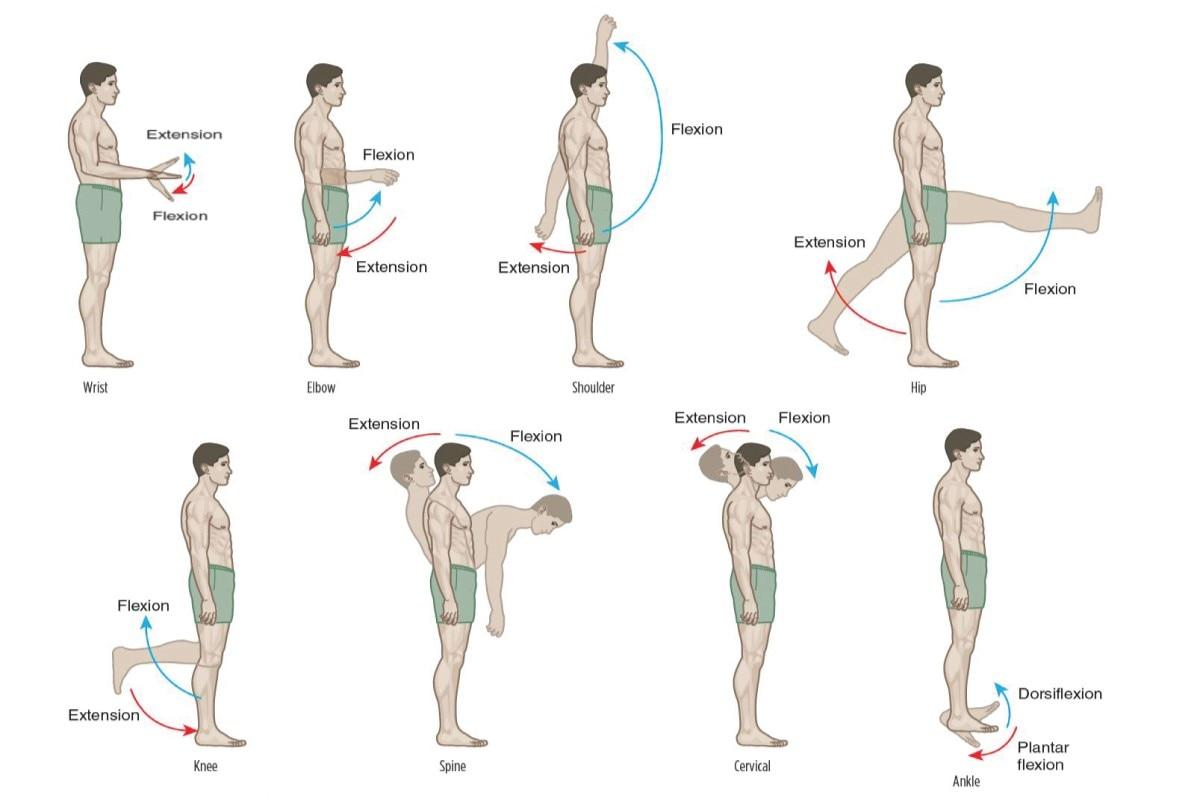 Extension
Flexion
Wrist
Flexion
Extension
Elbow
Flexion
Extension
Shoulder
Extension
Flexion
Hip
Flexion
Extension
Knee
Extension
Flexion
Spine
Extension
Flexion
Cervical
Dorsiflexion
Plantar
flexion
Ankle